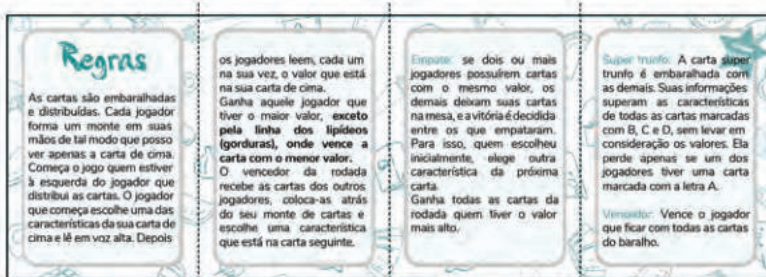 Regras
As cartas são embaralhadas
e distribuídas. Cada jogador
forma um monte em suas
mãos de tal modo que posso
ver apenas a carta de cima.
Começa o jogo quem estiver
à esquerda do jogador que
distribui as cartas. O jogador
que começa escolhe uma das
características da sua carta de
cima e lê em voz alta. Depois
os jogadores leem, cada um
na sua vez, o valor que está
na sua carta de cima.
Ganha aquele jogador que
tiver o maior valor, exceto
pela linha dos lipídeos
(gorduras), onde vence a
carta com o menor valor.
O vencedor da rodada
recebe as cartas dos outros
jogadores, coloca-as atrás
do seu monte de cartas e
escolhe uma característica
que está na carta seguinte.
Empate: se dois ou mais
jogadores possuírem cartas
com o mesmo valor, os
demais deixam suas cartas
na mesa, e a vitória é decidida
entre os que empataram.
Para isso, quem escolheu
inicialmente, elege outra
característica da próxima
carta.
Ganha todas as cartas da
rodada quem tiver o valor
mais alto.
Super trunfo: A carta super
trunfo é embaralhada com
as demais. Suas informações
superam as características
de todas as cartas marcadas
com B, C e D, sem levar em
consideração os valores. Ela
perde apenas se um dos
jogadores tiver uma carta
marcada com a letra A.
Vencedor: Vence o jogador
que ficar com todas as cartas
do baralho.